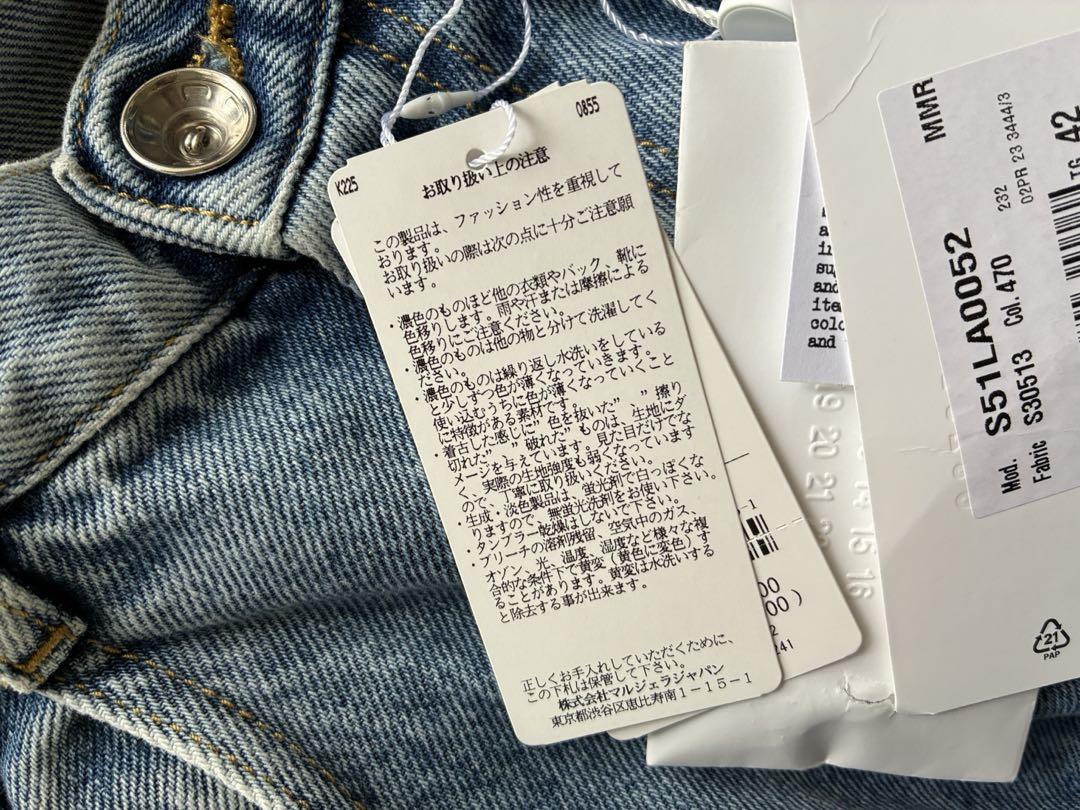 K225
0855
お取り扱い上の注意
この製品は、ファッション性を重視して
おります。
お取り扱いの際は次の点に十分ご注意願
います。
・濃色のものほど他の衣類やバック、靴に
色移りします。雨や汗または摩擦による
色移りにご注意ください。
・濃色のものは他の物と分けて洗濯してく
ださい。
・濃色のものは繰り返し水洗いをしている
と少しずつ色が薄くなっていきます。
使い込むうちに色が薄くなっていくこと
に特徴がある素材です。
着古した感じに”色を抜いた”、”擦り
切れた”、”破れた”ものは、生地にダ
メージを与えています。見た目だけでな
く、実際の生地強度も弱くなっています
ので、丁寧に取り扱いください。
・生成・淡色製品は、蛍光剤で白っぽくな
りますので、無蛍光洗剤をお使い下さい。
・タンブラー乾燥はしないで下さい。
・ブリーチの溶剤残留、空気中のガス、
オゾン、光、温度、湿度など様々な複
合的な条件下で黄変（黄色に変色）す
ることがあります。黄変は水洗いする
と除去する事が出来ます。
正しくお手入れしていただくために、
この下札は保管して下さい。
株式会社マルジェラジャパン
東京都渋谷区恵比寿南1-15-1
in
and
colo
and
19 20 21
14 15 16
00
00)
2
41
MMR
232
02PR 23 3444/3
S51LA0052
TG 42
Mod.
Col. 470
Fabric S30513
21
PAP